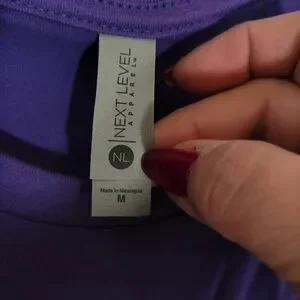 NEXT LEVEL
APPAREL
NL
Made in Nicaragua
M